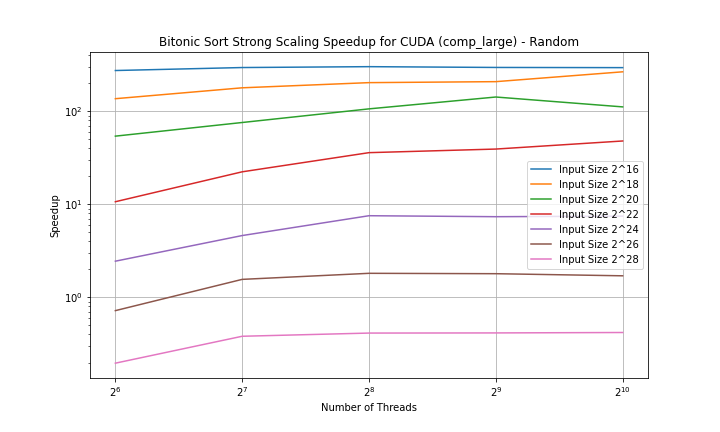 Bitonic Sort Strong Scaling Speedup for CUDA (comp_large) - Random
Speedup
10^2
10^1
10^0
Input Size 2^16
Input Size 2^18
Input Size 2^20
Input Size 2^22
Input Size 2^24
Input Size 2^26
Input Size 2^28
2^6 2^7 2^8 2^9 2^10
Number of Threads